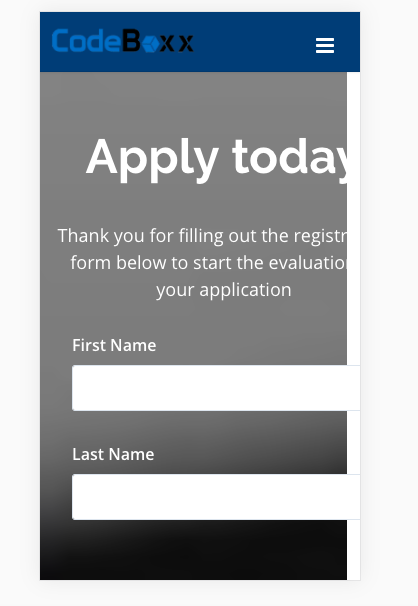 CodeBoxx
Apply today
Thank you for filling out the registr
form below to start the evaluation
your application
First Name
Last Name